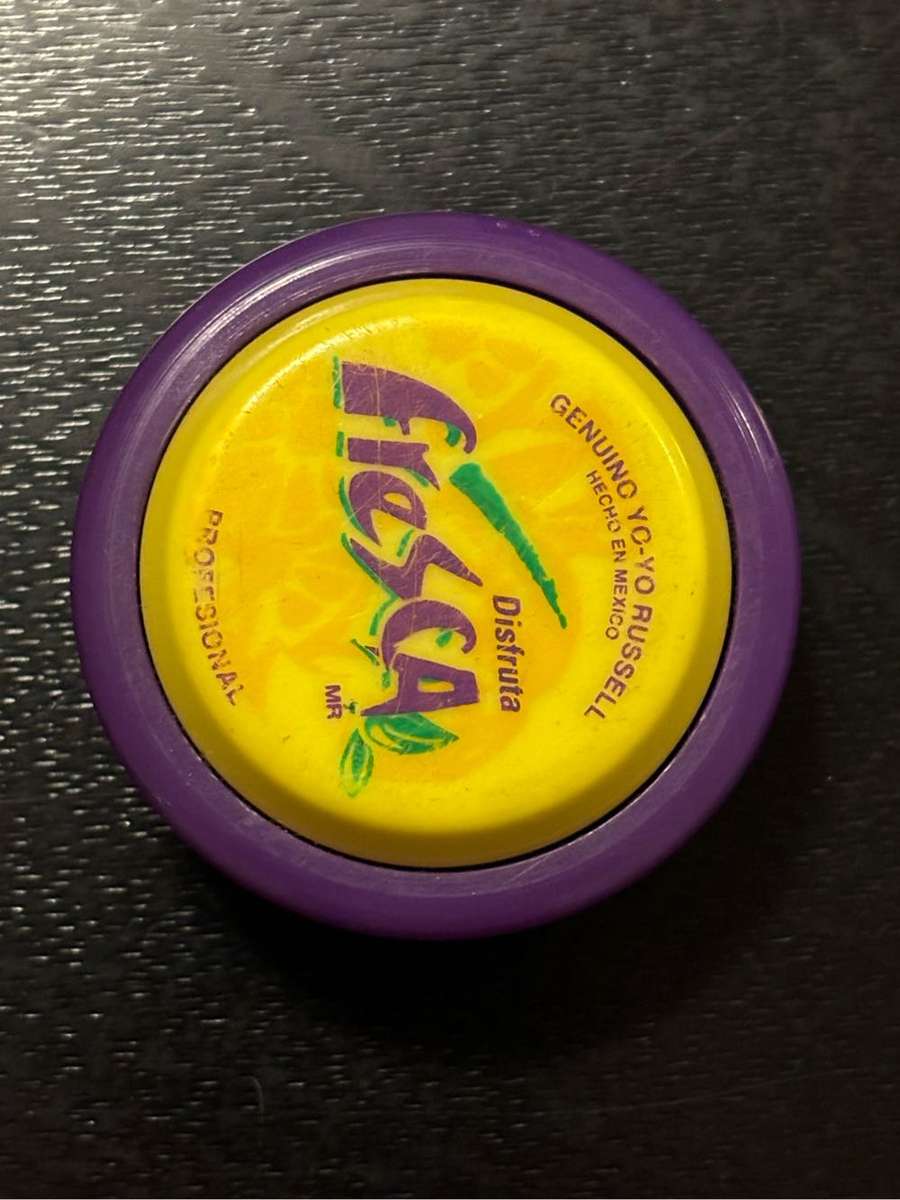 GENUINO YO-YO RUSSELL
HECHO EN MEXICO
Disfruta
Fresca
MR
PROFESIONAL